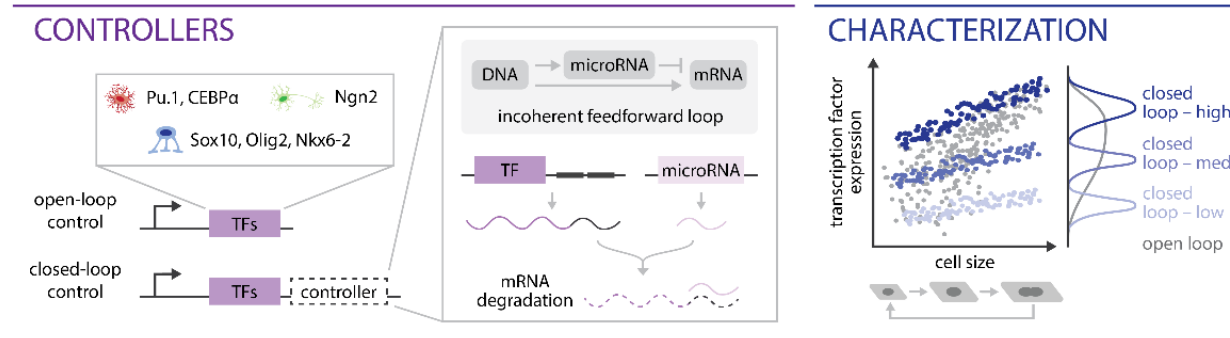 CONTROLLERS
Pu.1, CEBPα
Ngn2
Sox10, Olig2, Nkx6-2
open-loop
control
TFs
closed-loop
control
TFs
controller
DNA
microRNA
mRNA
incoherent feedforward loop
TF
microRNA
mRNA
degradation
CHARACTERIZATION
transcription factor
expression
cell size
closed
loop – high
closed
loop – med
closed
loop – low
open loop